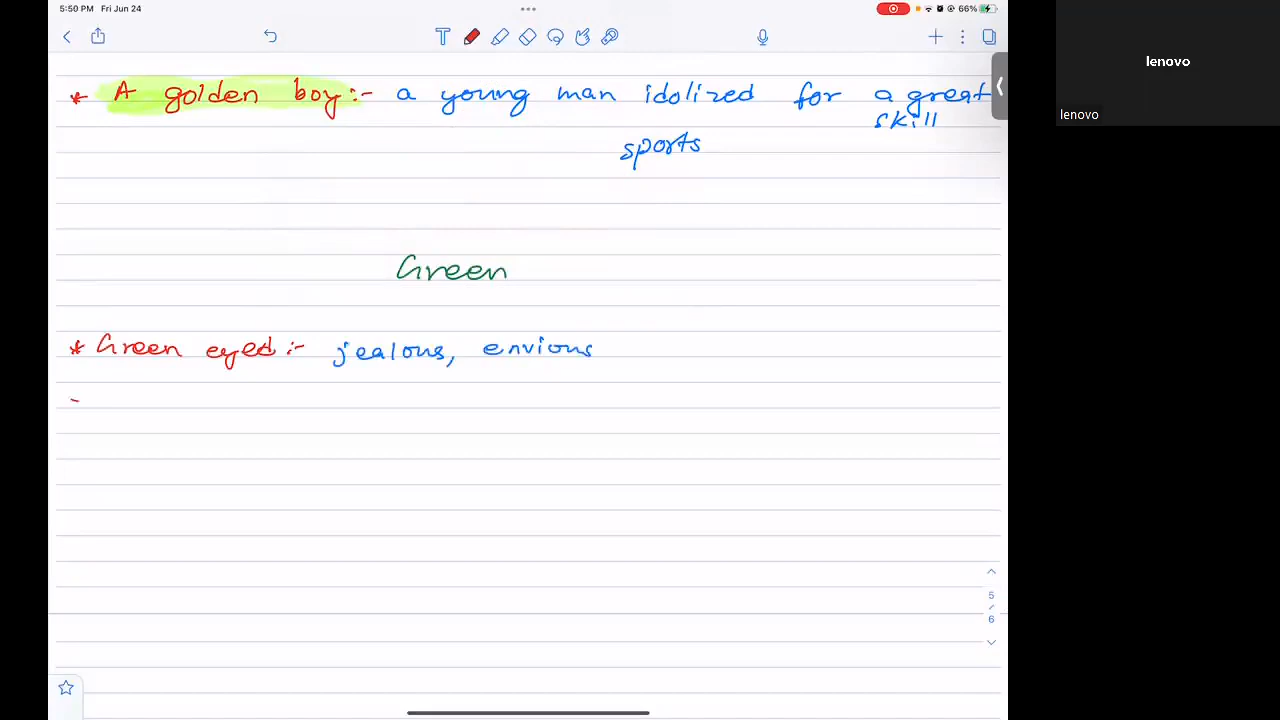 5:50 PM Fri Jun 24
66%
lenovo
lenovo
* A golden boy :- a young man idolized for a great
skill
sports
Green
* Green eyed :- jealous, envious
5
/
6